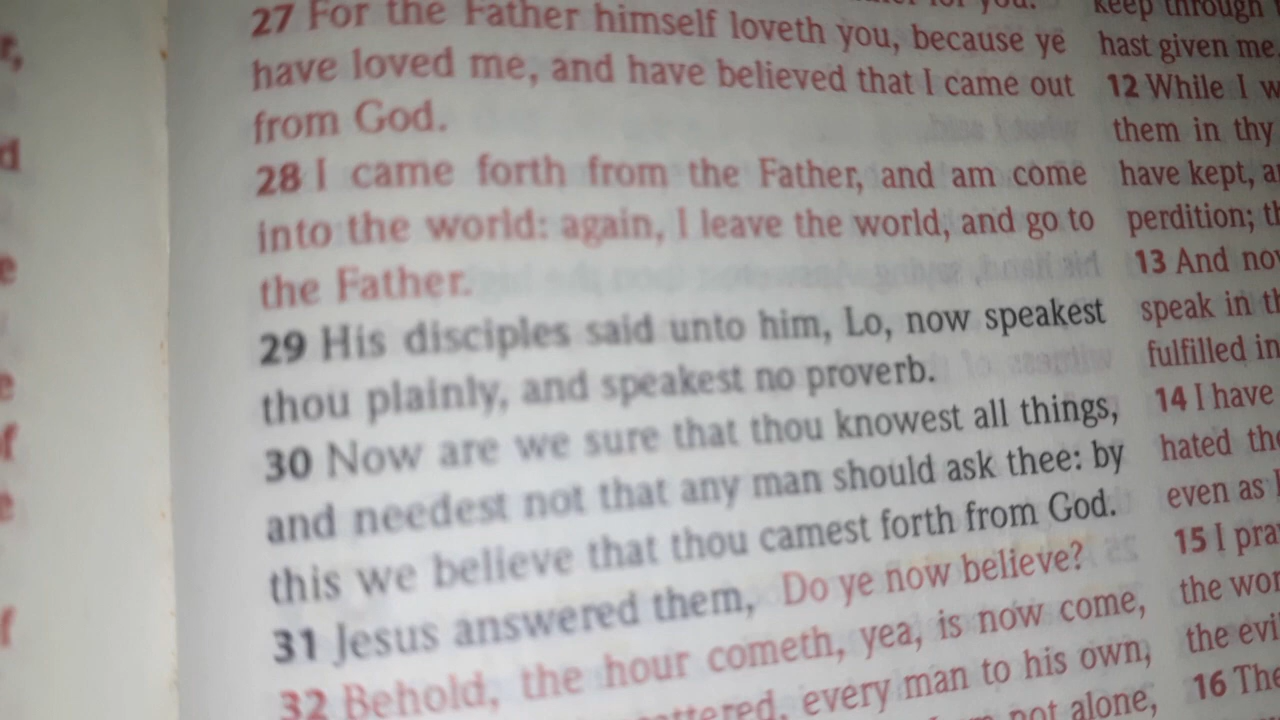 27 For the Father himself loveth you, because ye
have loved me, and have believed that I came out
from God.
28 I came forth from the Father, and am come
into the world: again, I leave the world, and go to
the Father.
29 His disciples said unto him, Lo, now speakest
thou plainly, and speakest no proverb.
30 Now are we sure that thou knowest all things,
and needest not that any man should ask thee: by
this we believe that thou camest forth from God.
31 Jesus answered them, Do ye now believe?
32 Behold, the hour cometh, yea, is now come,
every man to his own,
not alone,
keep through
hast given me
12 While I
them in thy
have kept,
perdition;
13 And
speak in
fulfilled in
14 I have
hated
even as
15 I
the
the
16